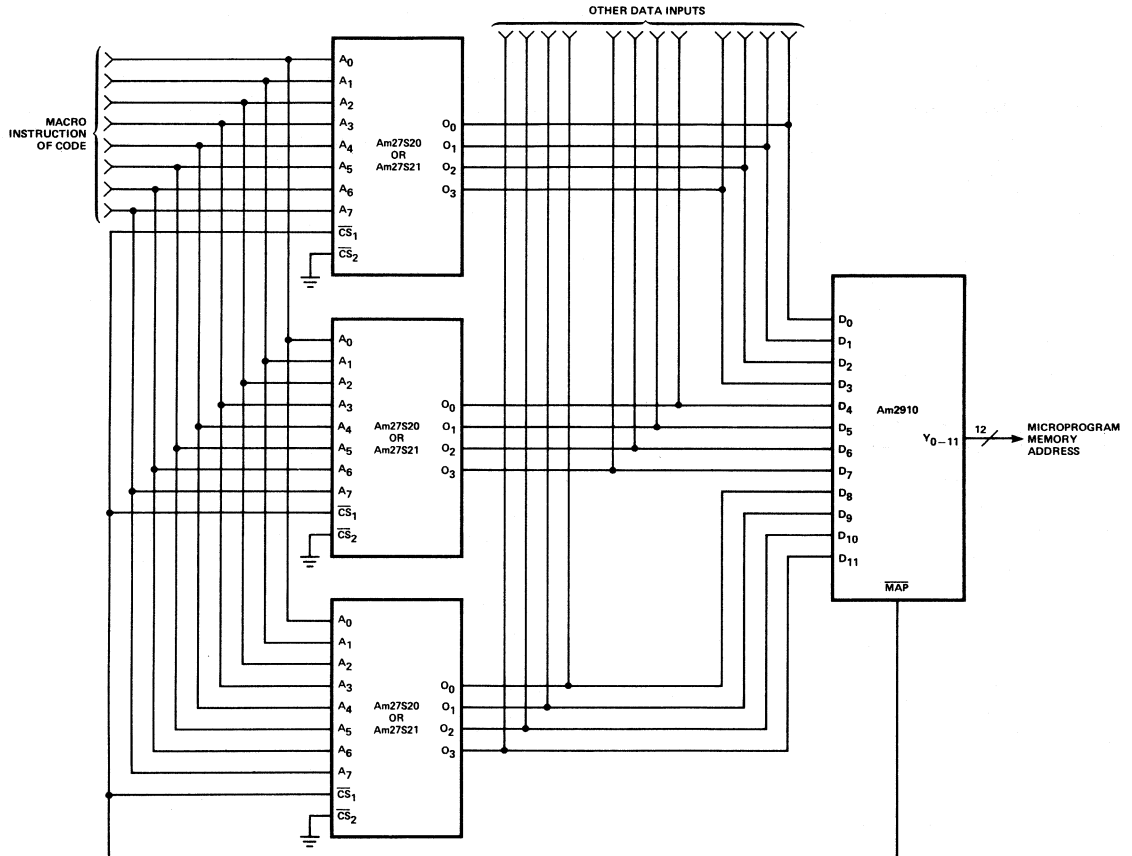 OTHER DATA INPUTS
MACRO
INSTRUCTION
OF CODE
A0
A1
A2
A3
A4
A5
A6
A7
CS1
CS2
Am27S20
OR
Am27S21
O0
O1
O2
O3
A0
A1
A2
A3
A4
A5
A6
A7
CS1
CS2
Am27S20
OR
Am27S21
O0
O1
O2
O3
A0
A1
A2
A3
A4
A5
A6
A7
CS1
CS2
Am27S20
OR
Am27S21
O0
O1
O2
O3
D0
D1
D2
D3
D4
D5
D6
D7
D8
D9
D10
D11
Am2910
Y0–11
MAP
12
MICROPROGRAM
MEMORY
ADDRESS